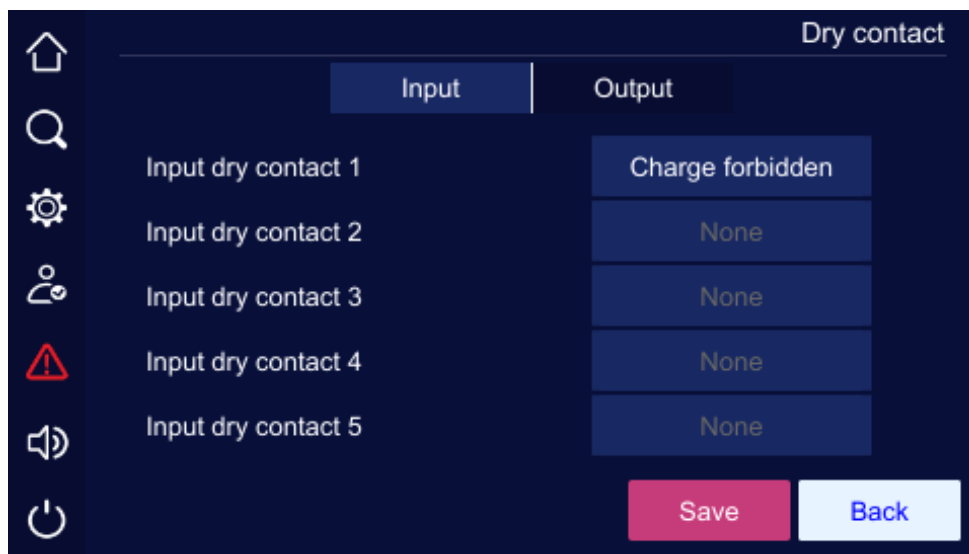 Dry contact
Input Output
Input dry contact 1 Charge forbidden
Input dry contact 2 None
Input dry contact 3 None
Input dry contact 4 None
Input dry contact 5 None
Save Back